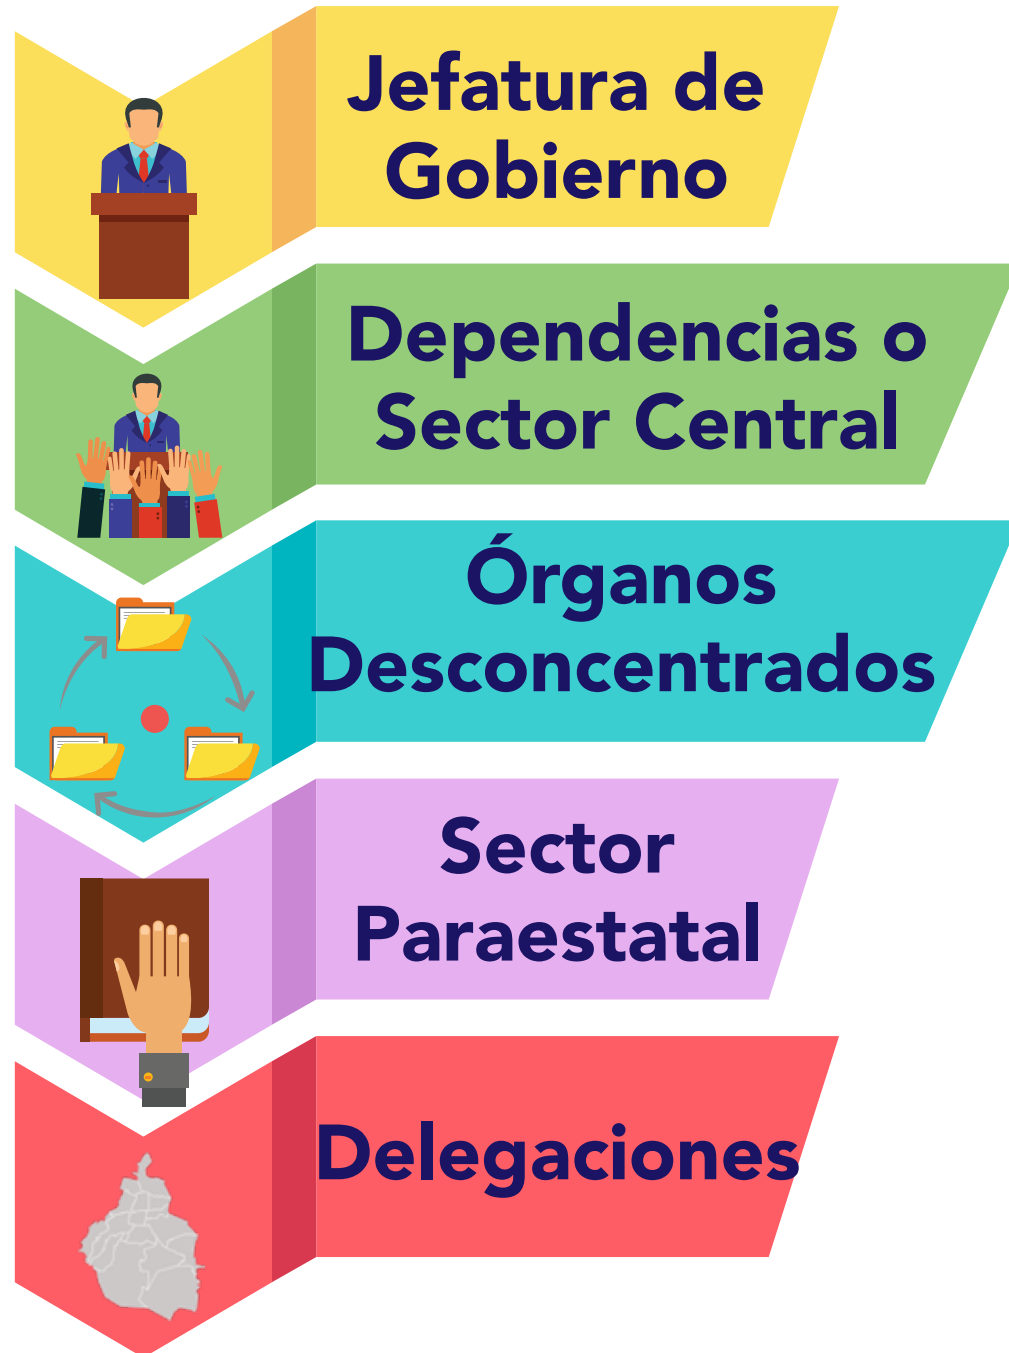 Jefatura de
Gobierno
Dependencias o
Sector Central
Órganos
Desconcentrados
Sector
Paraestatal
Delegaciones